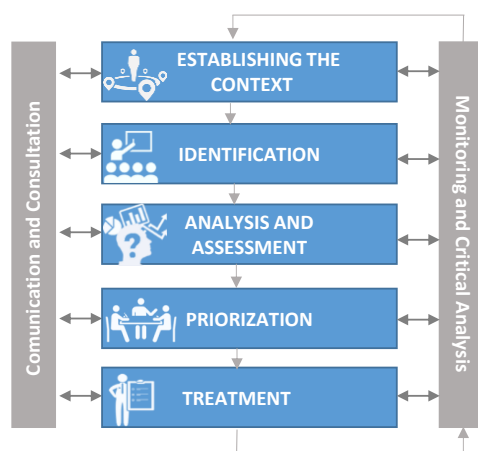 Comunication and Consultation
ESTABLISHING THE
CONTEXT
IDENTIFICATION
ANALYSIS AND
ASSESSMENT
PRIORIZATION
TREATMENT
Monitoring and Critical Analysis